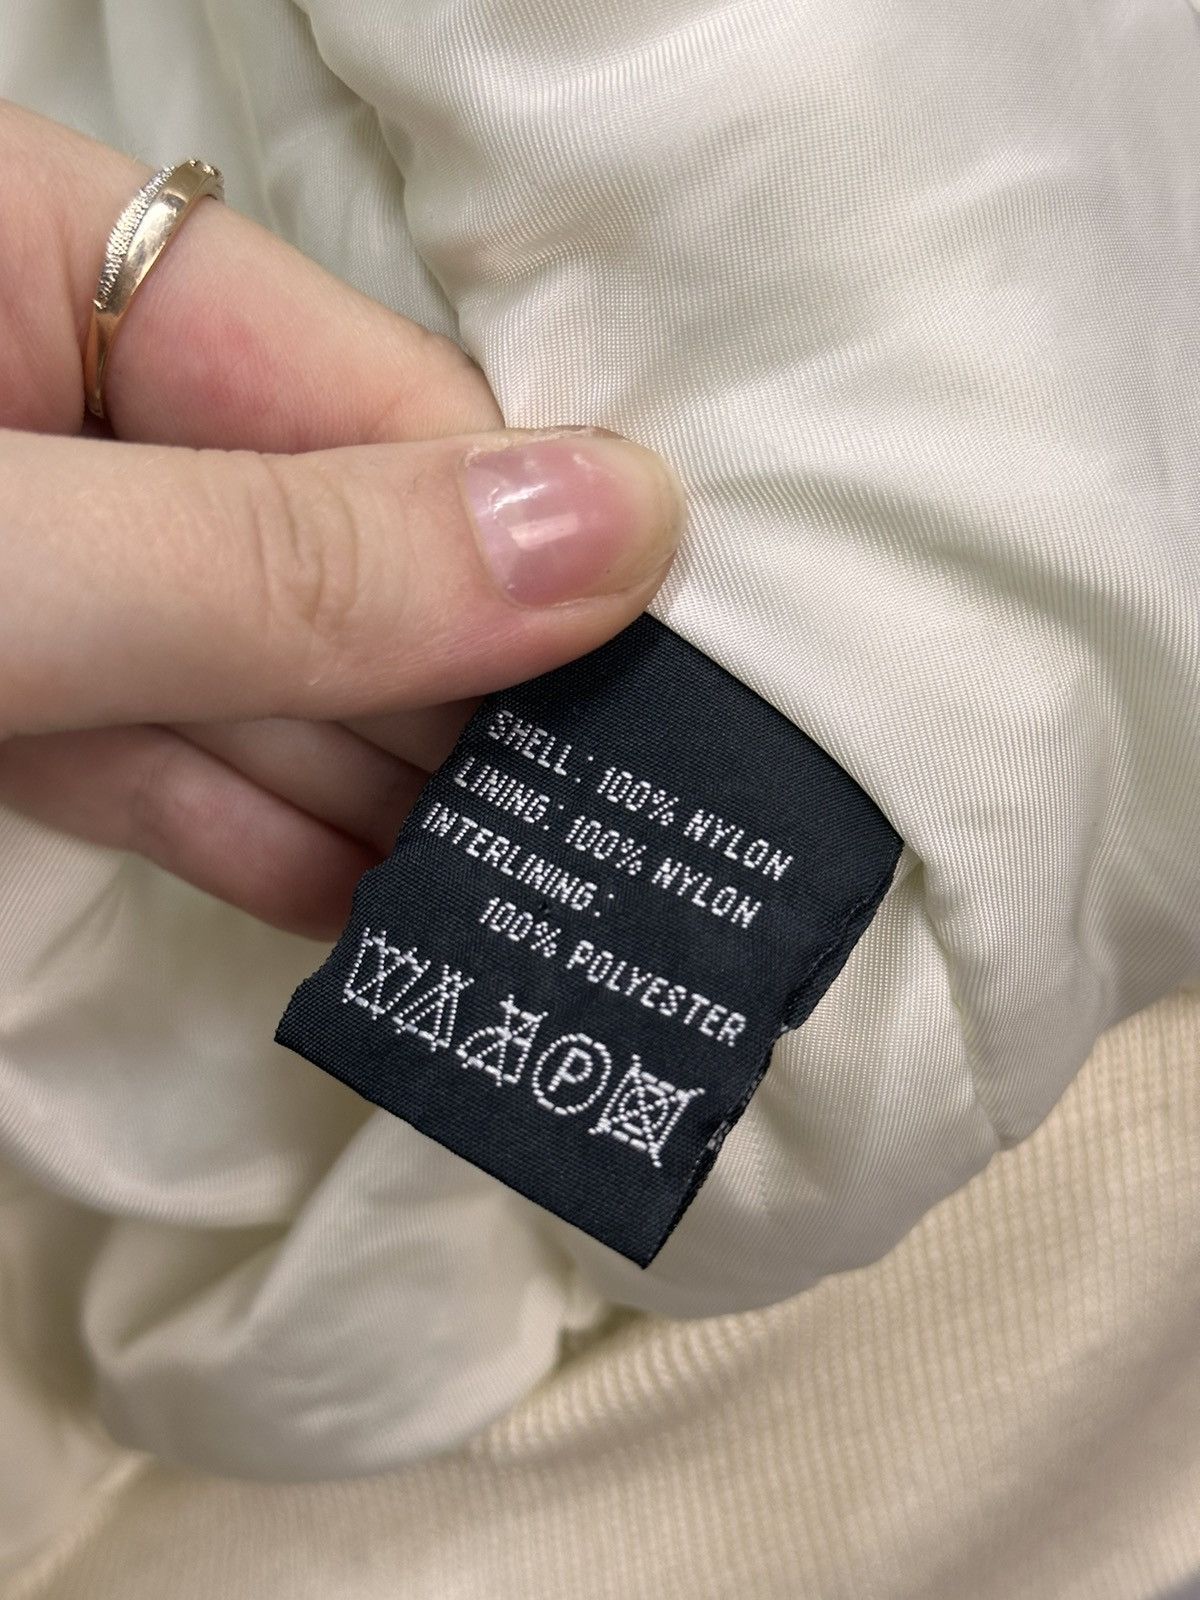 SHELL: 100% NYLON
LINING: 100% NYLON
INTERLINING:
100% POLYESTER
P